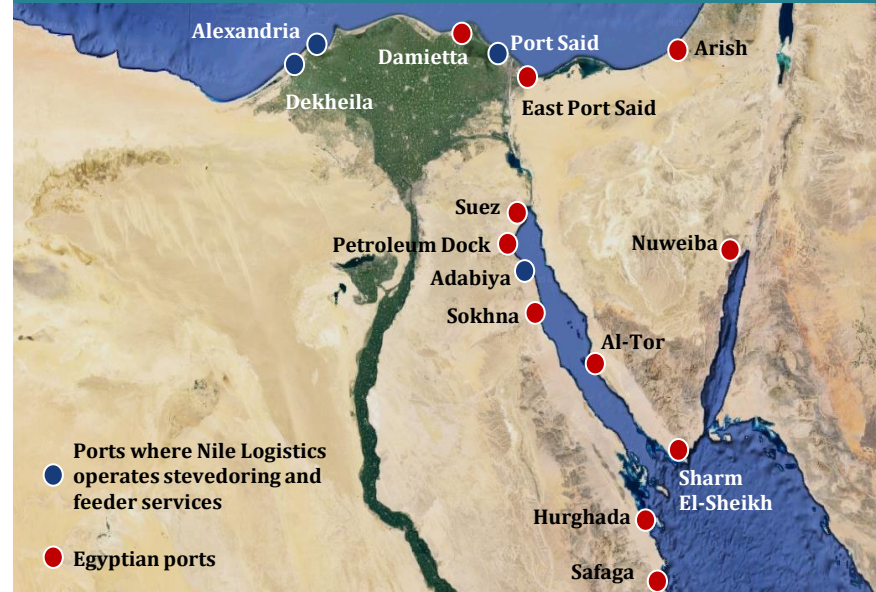 Alexandria
Dekheila
Damietta
Port Said
East Port Said
Arish
Suez
Petroleum Dock
Adabiya
Sokhna
Nuweiba
Al-Tor
Sharm
El-Sheikh
Hurghada
Safaga
Ports where Nile Logistics
operates stevedoring and
feeder services
Egyptian ports